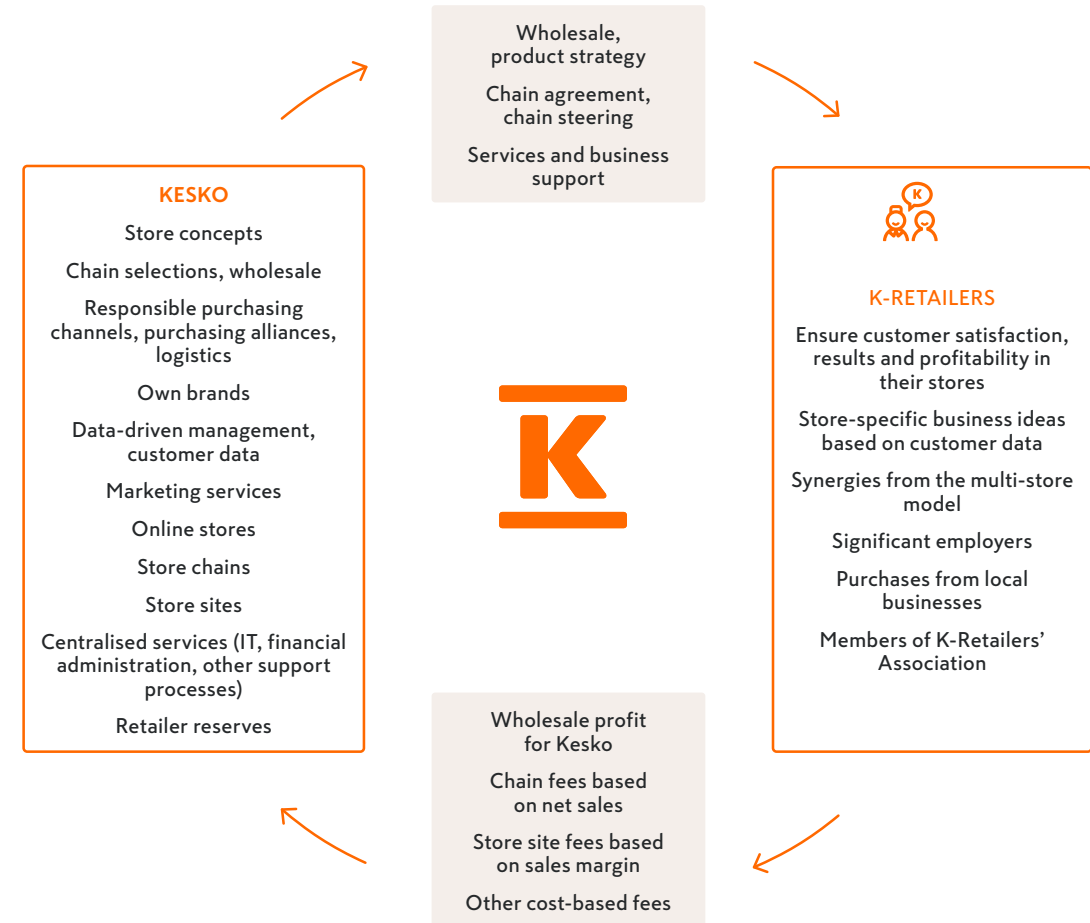 Wholesale,
product strategy
Chain agreement,
chain steering
Services and business
support
KESKO
Store concepts
Chain selections, wholesale
Responsible purchasing
channels, purchasing alliances,
logistics
Own brands
Data-driven management,
customer data
Marketing services
Online stores
Store chains
Store sites
Centralised services (IT, financial
administration, other support
processes)
Retailer reserves
K
K
K-RETAILERS
Ensure customer satisfaction,
results and profitability in
their stores
Store-specific business ideas
based on customer data
Synergies from the multi-store
model
Significant employers
Purchases from local
businesses
Members of K-Retailers’
Association
Wholesale profit
for Kesko
Chain fees based
on net sales
Store site fees based
on sales margin
Other cost-based fees